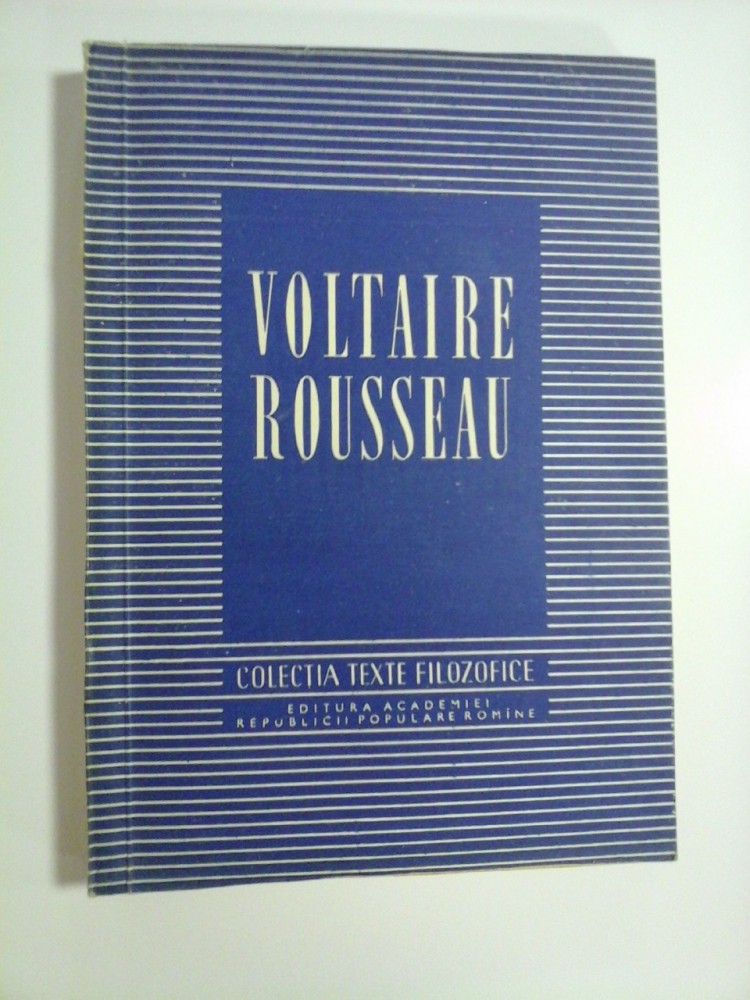 VOLTAIRE
ROUSSEAU
COLECTIA TEXTE FILOZOFICE
EDITURA ACADEMIEI
REPUBLICII POPULARE ROMÎNE